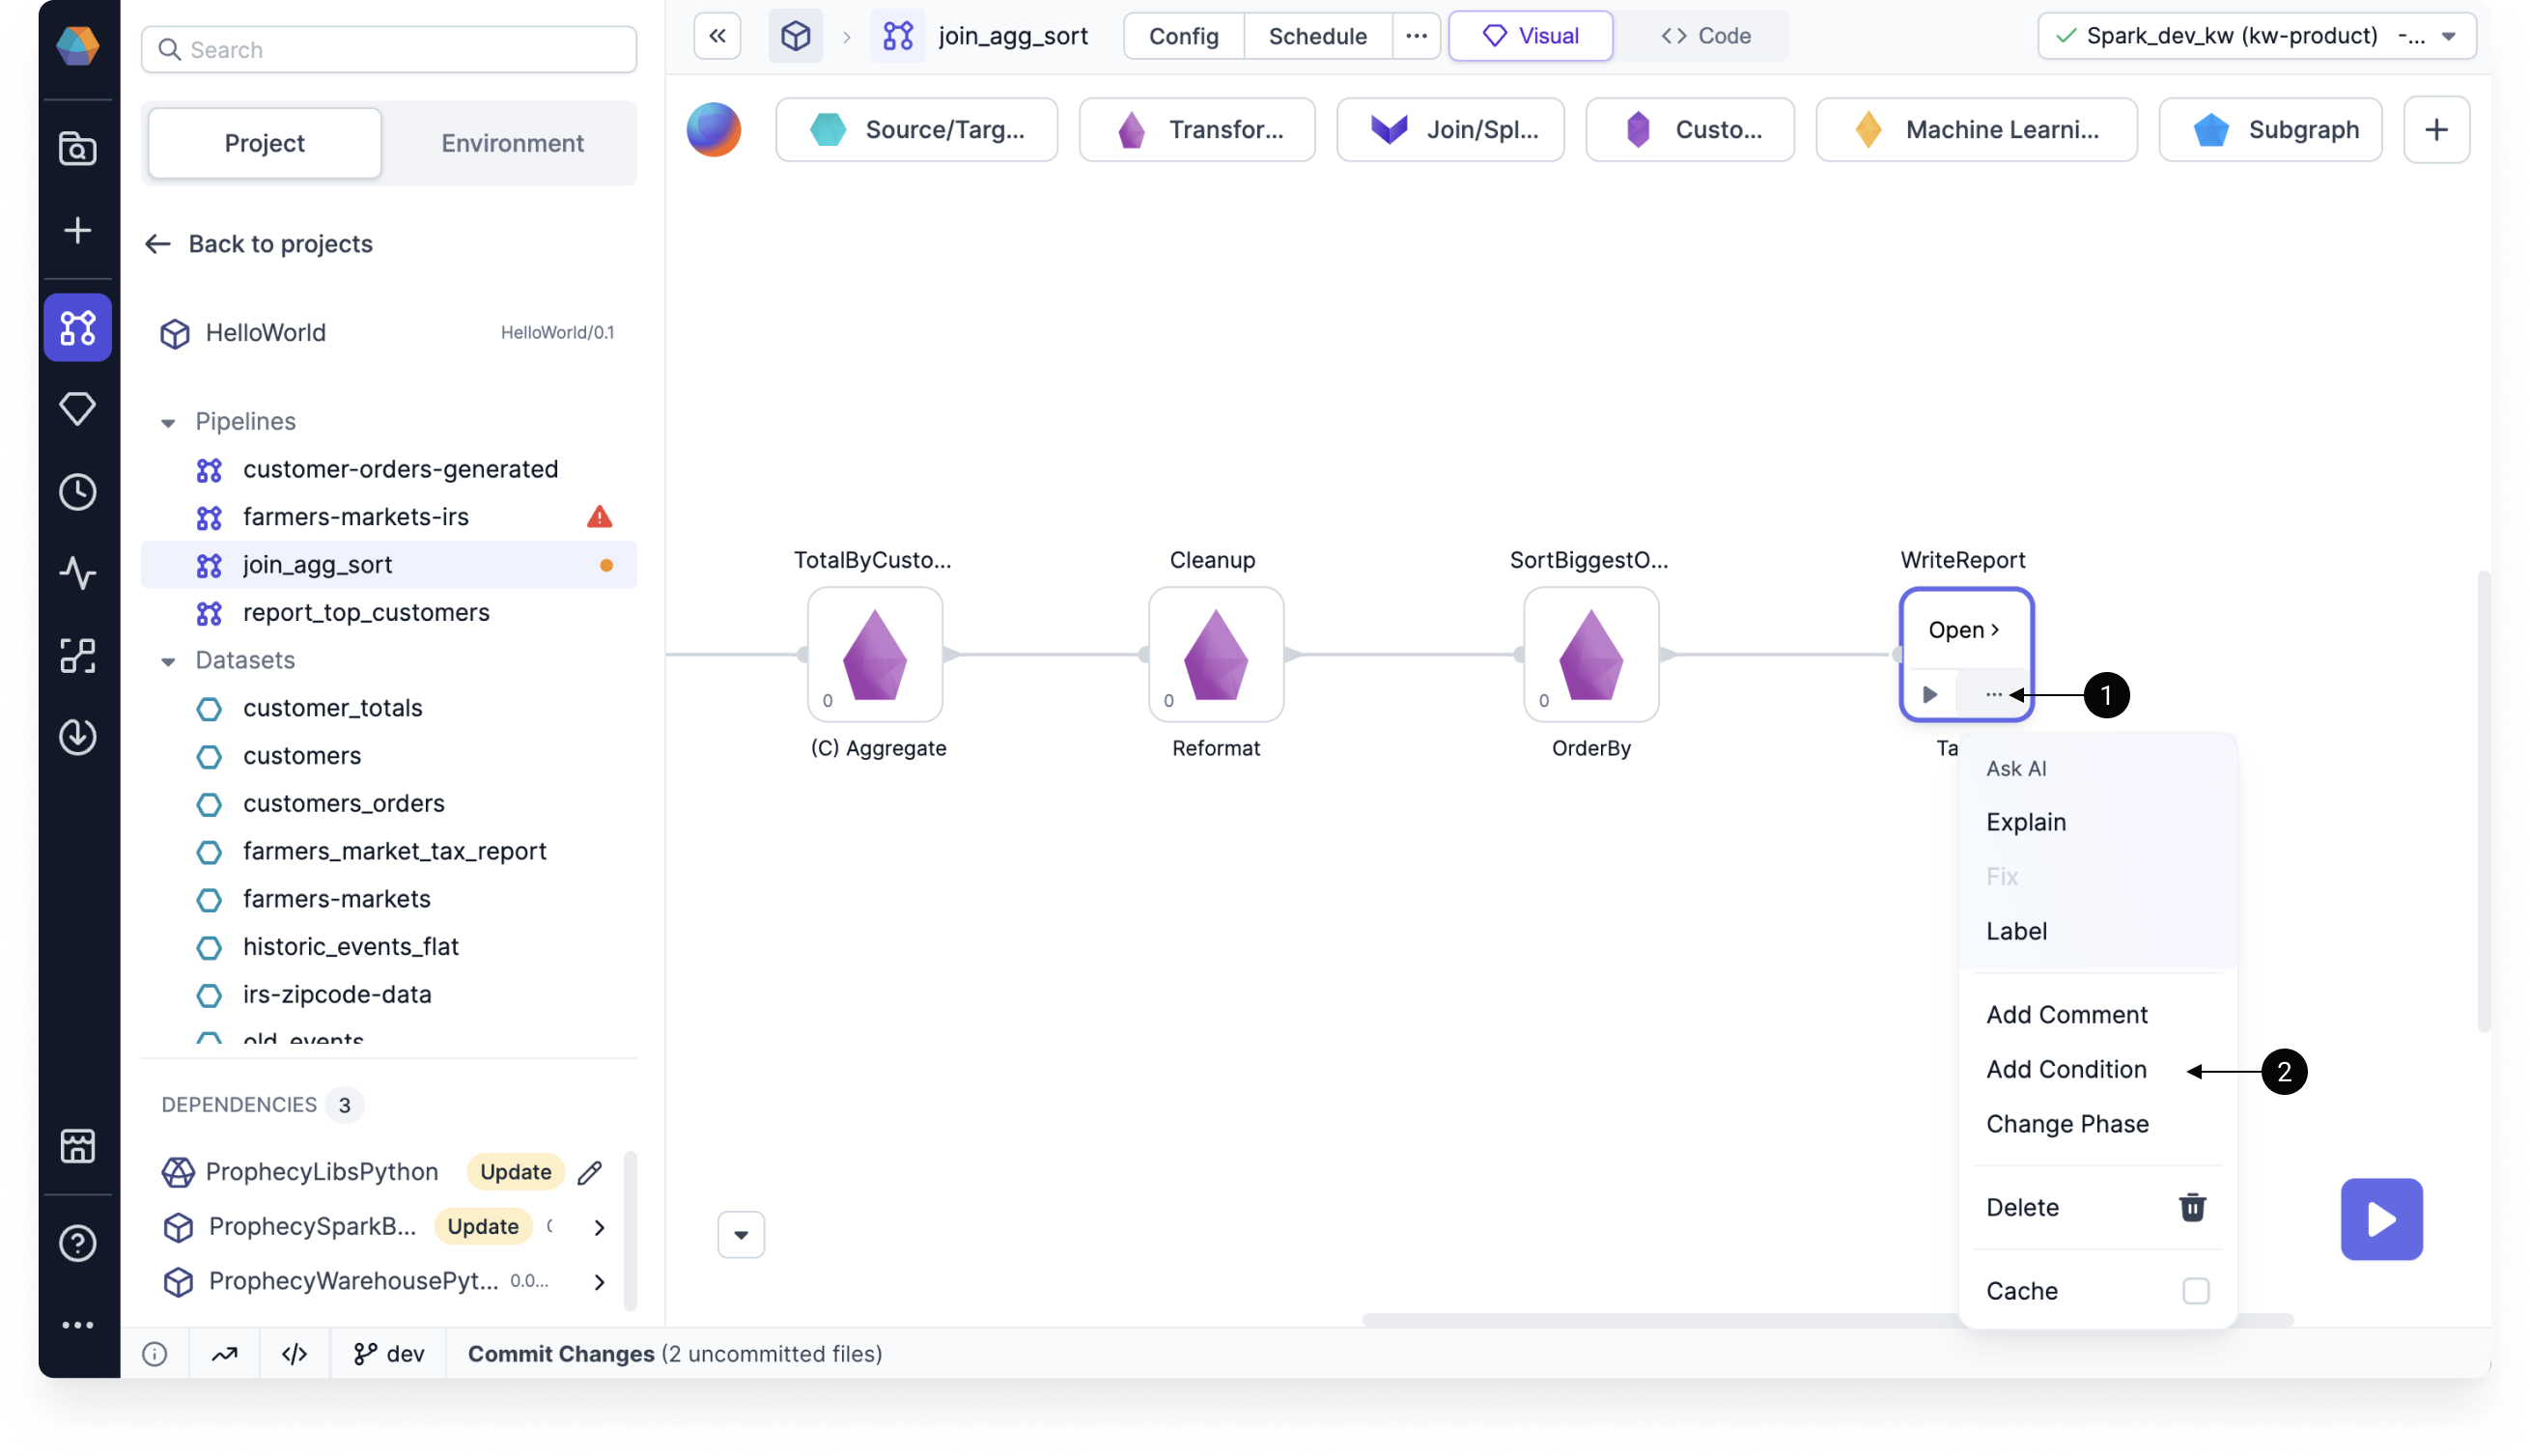 Search
Project
Environment
Back to projects
HelloWorld
HelloWorld/0.1
Pipelines
customer-orders-generated
farmers-markets-irs
join_agg_sort
report_top_customers
Datasets
customer_totals
customers
customers_orders
farmers_market_tax_report
farmers-markets
historic_events_flat
irs-zipcode-data
old_events
DEPENDENCIES 3
ProphecyLibsPython Update
ProphecySparkB... Update
ProphecyWarehousePyt... 0.0...
join_agg_sort
Config
Schedule
...
Visual
<> Code
Spark_dev_kw (kw-product) -...
Source/Targ...
Transfor...
Join/Spl...
Custo...
Machine Learni...
Subgraph
TotalByCusto...
0
(C) Aggregate
Cleanup
0
Reformat
SortBiggestO...
0
OrderBy
WriteReport
Open >
1
Ta
Ask AI
Explain
Fix
Label
Add Comment
Add Condition
2
Change Phase
Delete
Cache
dev
Commit Changes (2 uncommitted files)